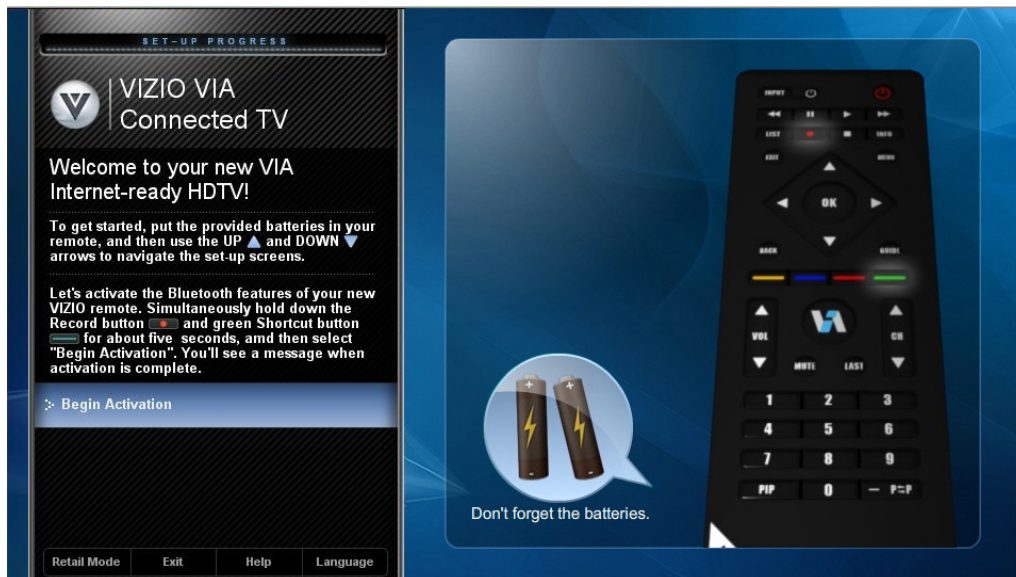 SET-UP PROGRESS
VIZIO VIA
Connected TV
Welcome to your new VIA
Internet-ready HDTV!
To get started, put the provided batteries in your
remote, and then use the UP and DOWN
arrows to navigate the set-up screens.
Let's activate the Bluetooth features of your new
VIZIO remote. Simultaneously hold down the
Record button and green Shortcut button
for about five seconds, amd then select
"Begin Activation". You'll see a message when
activation is complete.
Begin Activation
Retail Mode Exit Help Language
INPUT
LIST INFO
EXIT MENU
OK
BACK GUIDE
VIA
VOL CH
MUTE LAST
1 2 3
4 5 6
7 8 9
PIP 0 — P⇌P
Don't forget the batteries.